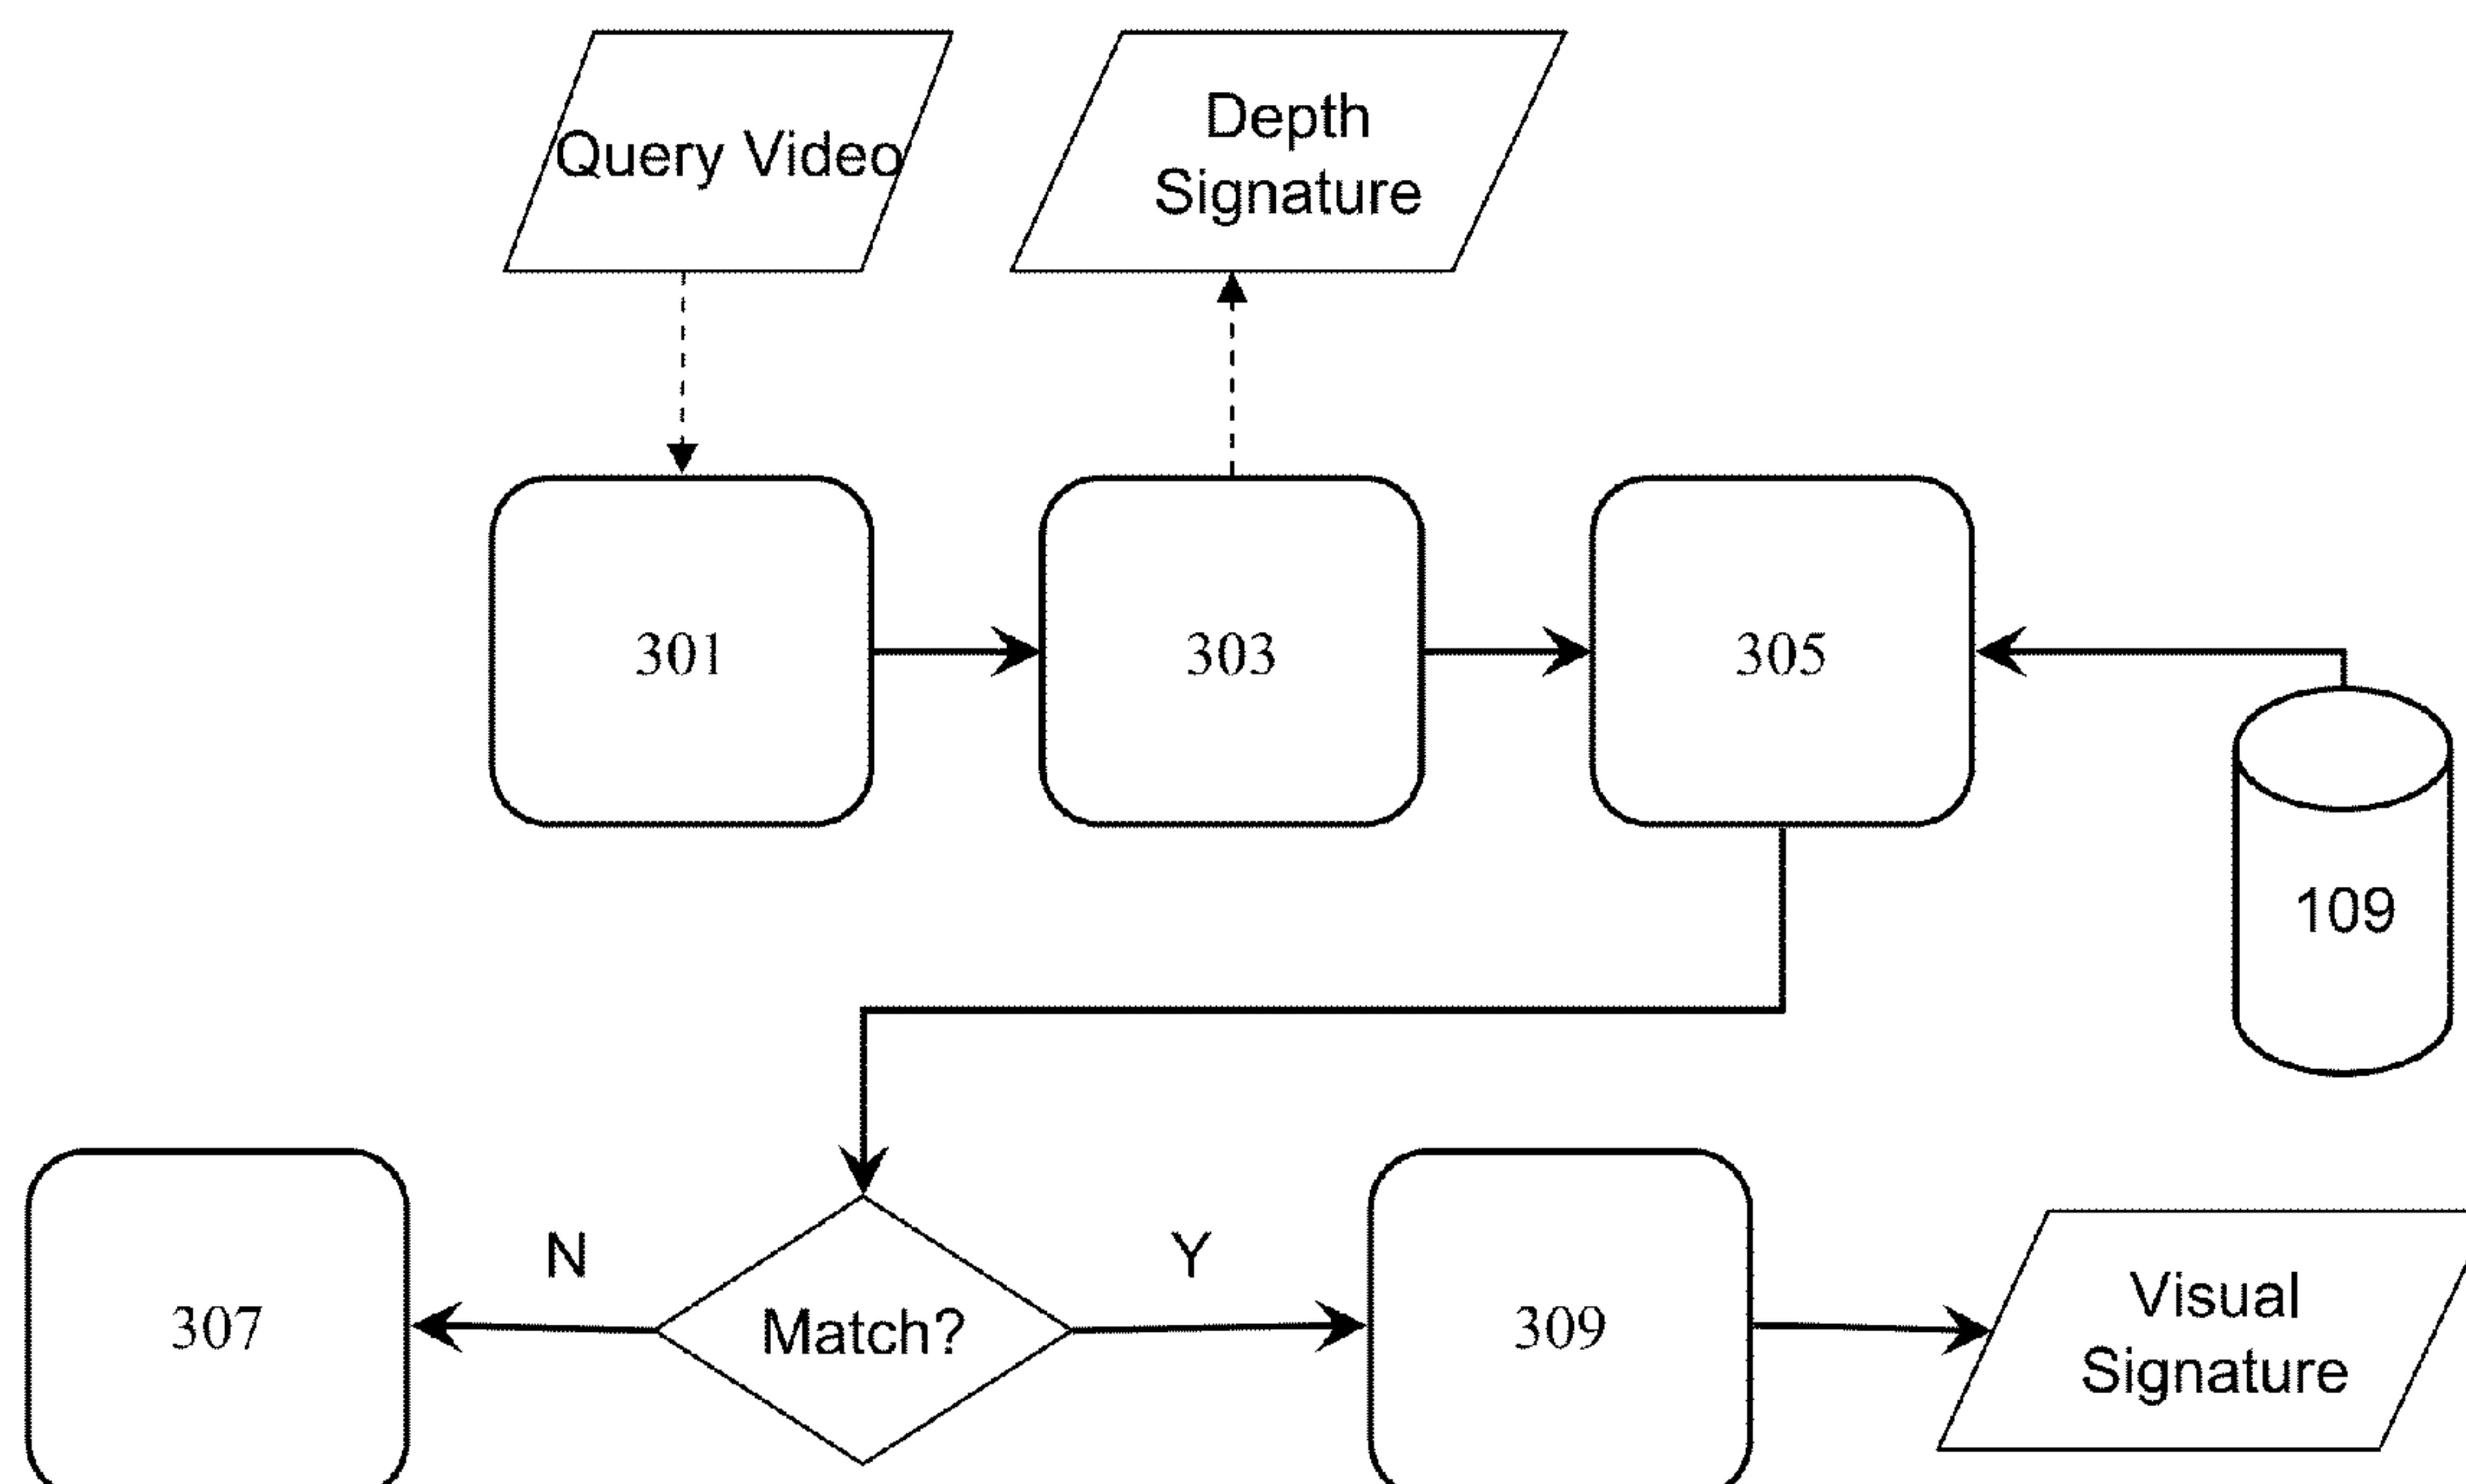 Query Video
Depth
Signature
301
303
305
109
N
Y
307
Match?
309
Visual
Signature